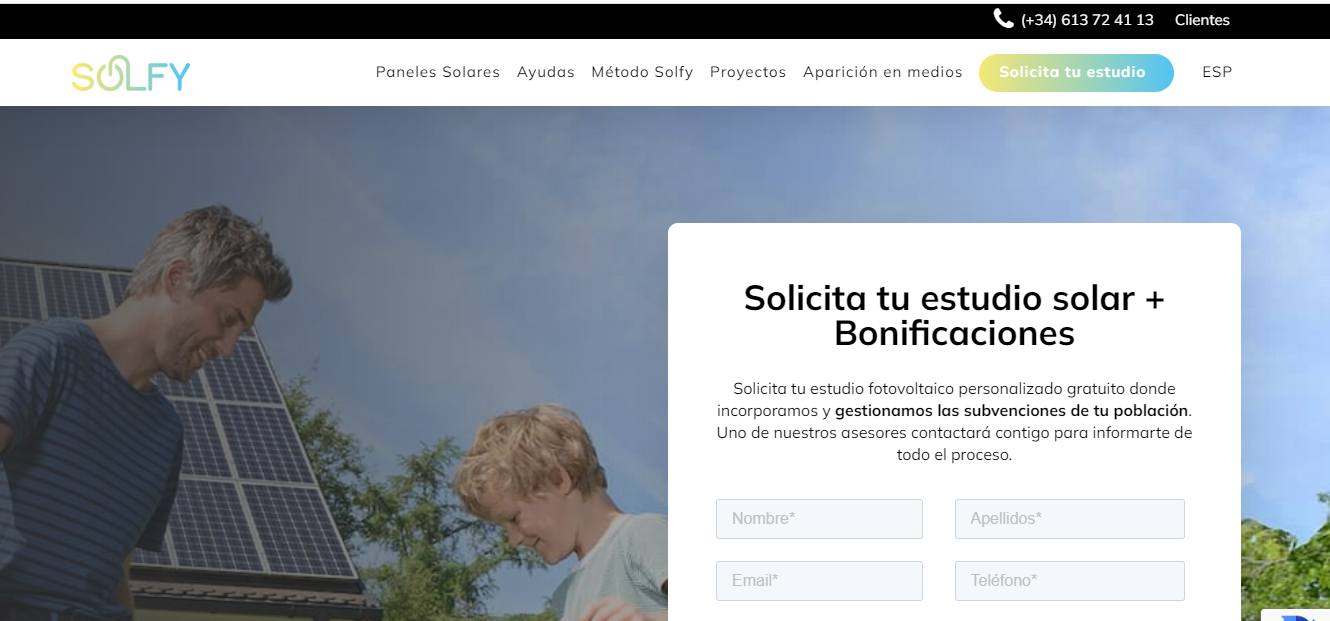 (+34) 613 72 41 13 Clientes
SOLFY
Paneles Solares Ayudas Método Solfy Proyectos Aparición en medios Solicita tu estudio ESP
Solicita tu estudio solar +
Bonificaciones
Solicita tu estudio fotovoltaico personalizado gratuito donde
incorporamos y gestionamos las subvenciones de tu población.
Uno de nuestros asesores contactará contigo para informarte de
todo el proceso.
Nombre* Apellidos*
Email* Teléfono*